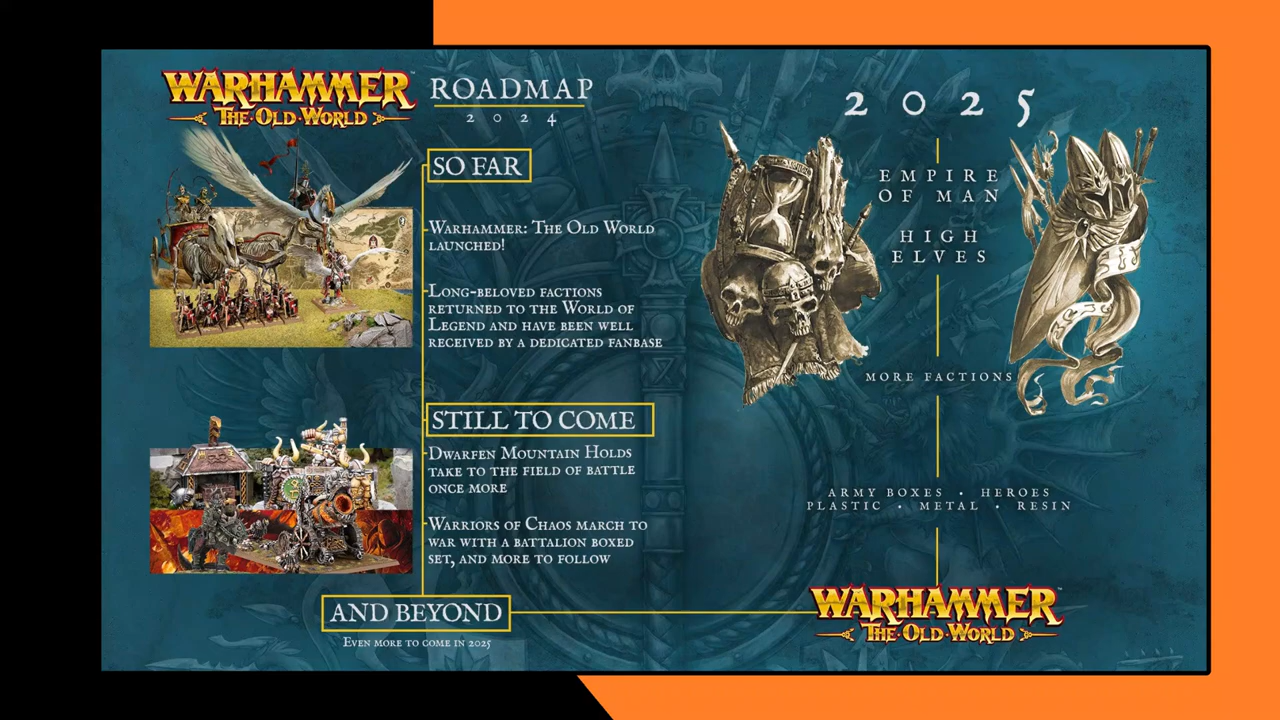 WARHAMMER
THE·OLD·WORLD
ROADMAP
2024
SO FAR
WARHAMMER: THE OLD WORLD
LAUNCHED!
LONG-BELOVED FACTIONS
RETURNED TO THE WORLD OF
LEGEND AND HAVE BEEN WELL
RECEIVED BY A DEDICATED FANBASE
STILL TO COME
DWARFEN MOUNTAIN HOLDS
TAKE TO THE FIELD OF BATTLE
ONCE MORE
WARRIORS OF CHAOS MARCH TO
WAR WITH A BATTALION BOXED
SET, AND MORE TO FOLLOW
AND BEYOND
EVEN MORE TO COME IN 2025
2025
EMPIRE
OF MAN
HIGH
ELVES
MORE FACTIONS
ARMY BOXES • HEROES
PLASTIC • METAL • RESIN
WARHAMMER™
THE·OLD·WORLD